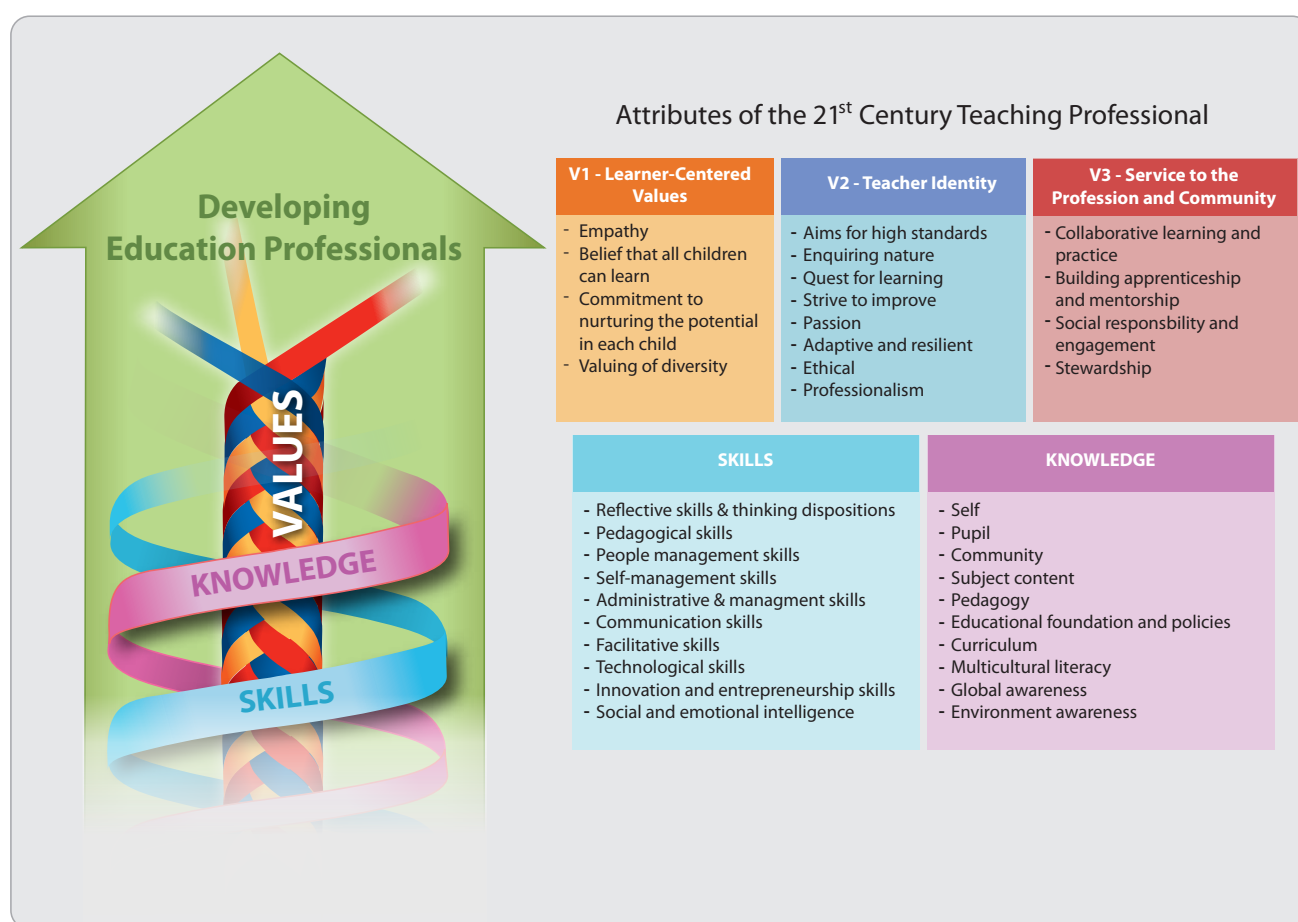 Developing
Education Professionals
VALUES
KNOWLEDGE
SKILLS
Attributes of the 21st Century Teaching Professional
V1 - Learner-Centered
Values
- Empathy
- Belief that all children
can learn
- Commitment to
nurturing the potential
in each child
- Valuing of diversity
V2 - Teacher Identity
- Aims for high standards
- Enquiring nature
- Quest for learning
- Strive to improve
- Passion
- Adaptive and resilient
- Ethical
- Professionalism
V3 - Service to the
Profession and Community
- Collaborative learning and
practice
- Building apprenticeship
and mentorship
- Social responsbility and
engagement
- Stewardship
SKILLS
- Reflective skills & thinking dispositions
- Pedagogical skills
- People management skills
- Self-management skills
- Administrative & managment skills
- Communication skills
- Facilitative skills
- Technological skills
- Innovation and entrepreneurship skills
- Social and emotional intelligence
KNOWLEDGE
- Self
- Pupil
- Community
- Subject content
- Pedagogy
- Educational foundation and policies
- Curriculum
- Multicultural literacy
- Global awareness
- Environment awareness